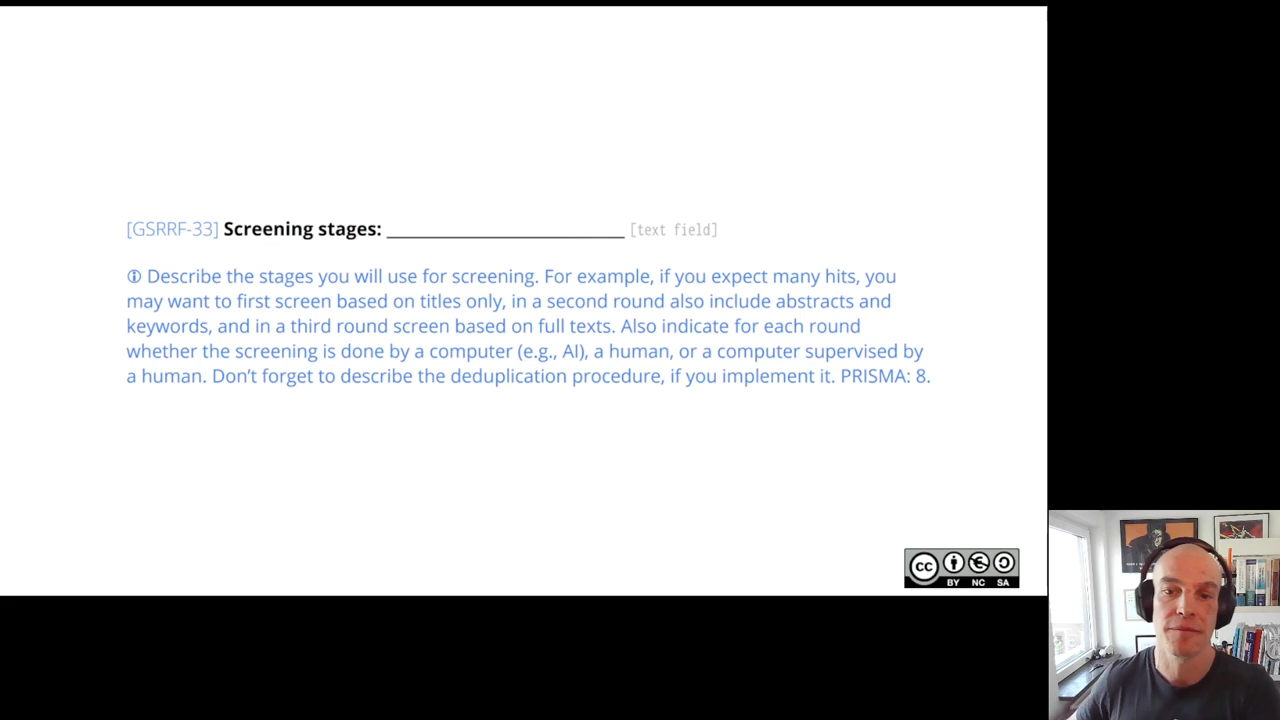 [GSRRF-33] Screening stages: ________________________ [text field]
ⓘ Describe the stages you will use for screening. For example, if you expect many hits, you
may want to first screen based on titles only, in a second round also include abstracts and
keywords, and in a third round screen based on full texts. Also indicate for each round
whether the screening is done by a computer (e.g., AI), a human, or a computer supervised by
a human. Don’t forget to describe the deduplication procedure, if you implement it. PRISMA: 8.
cc
BY NC SA